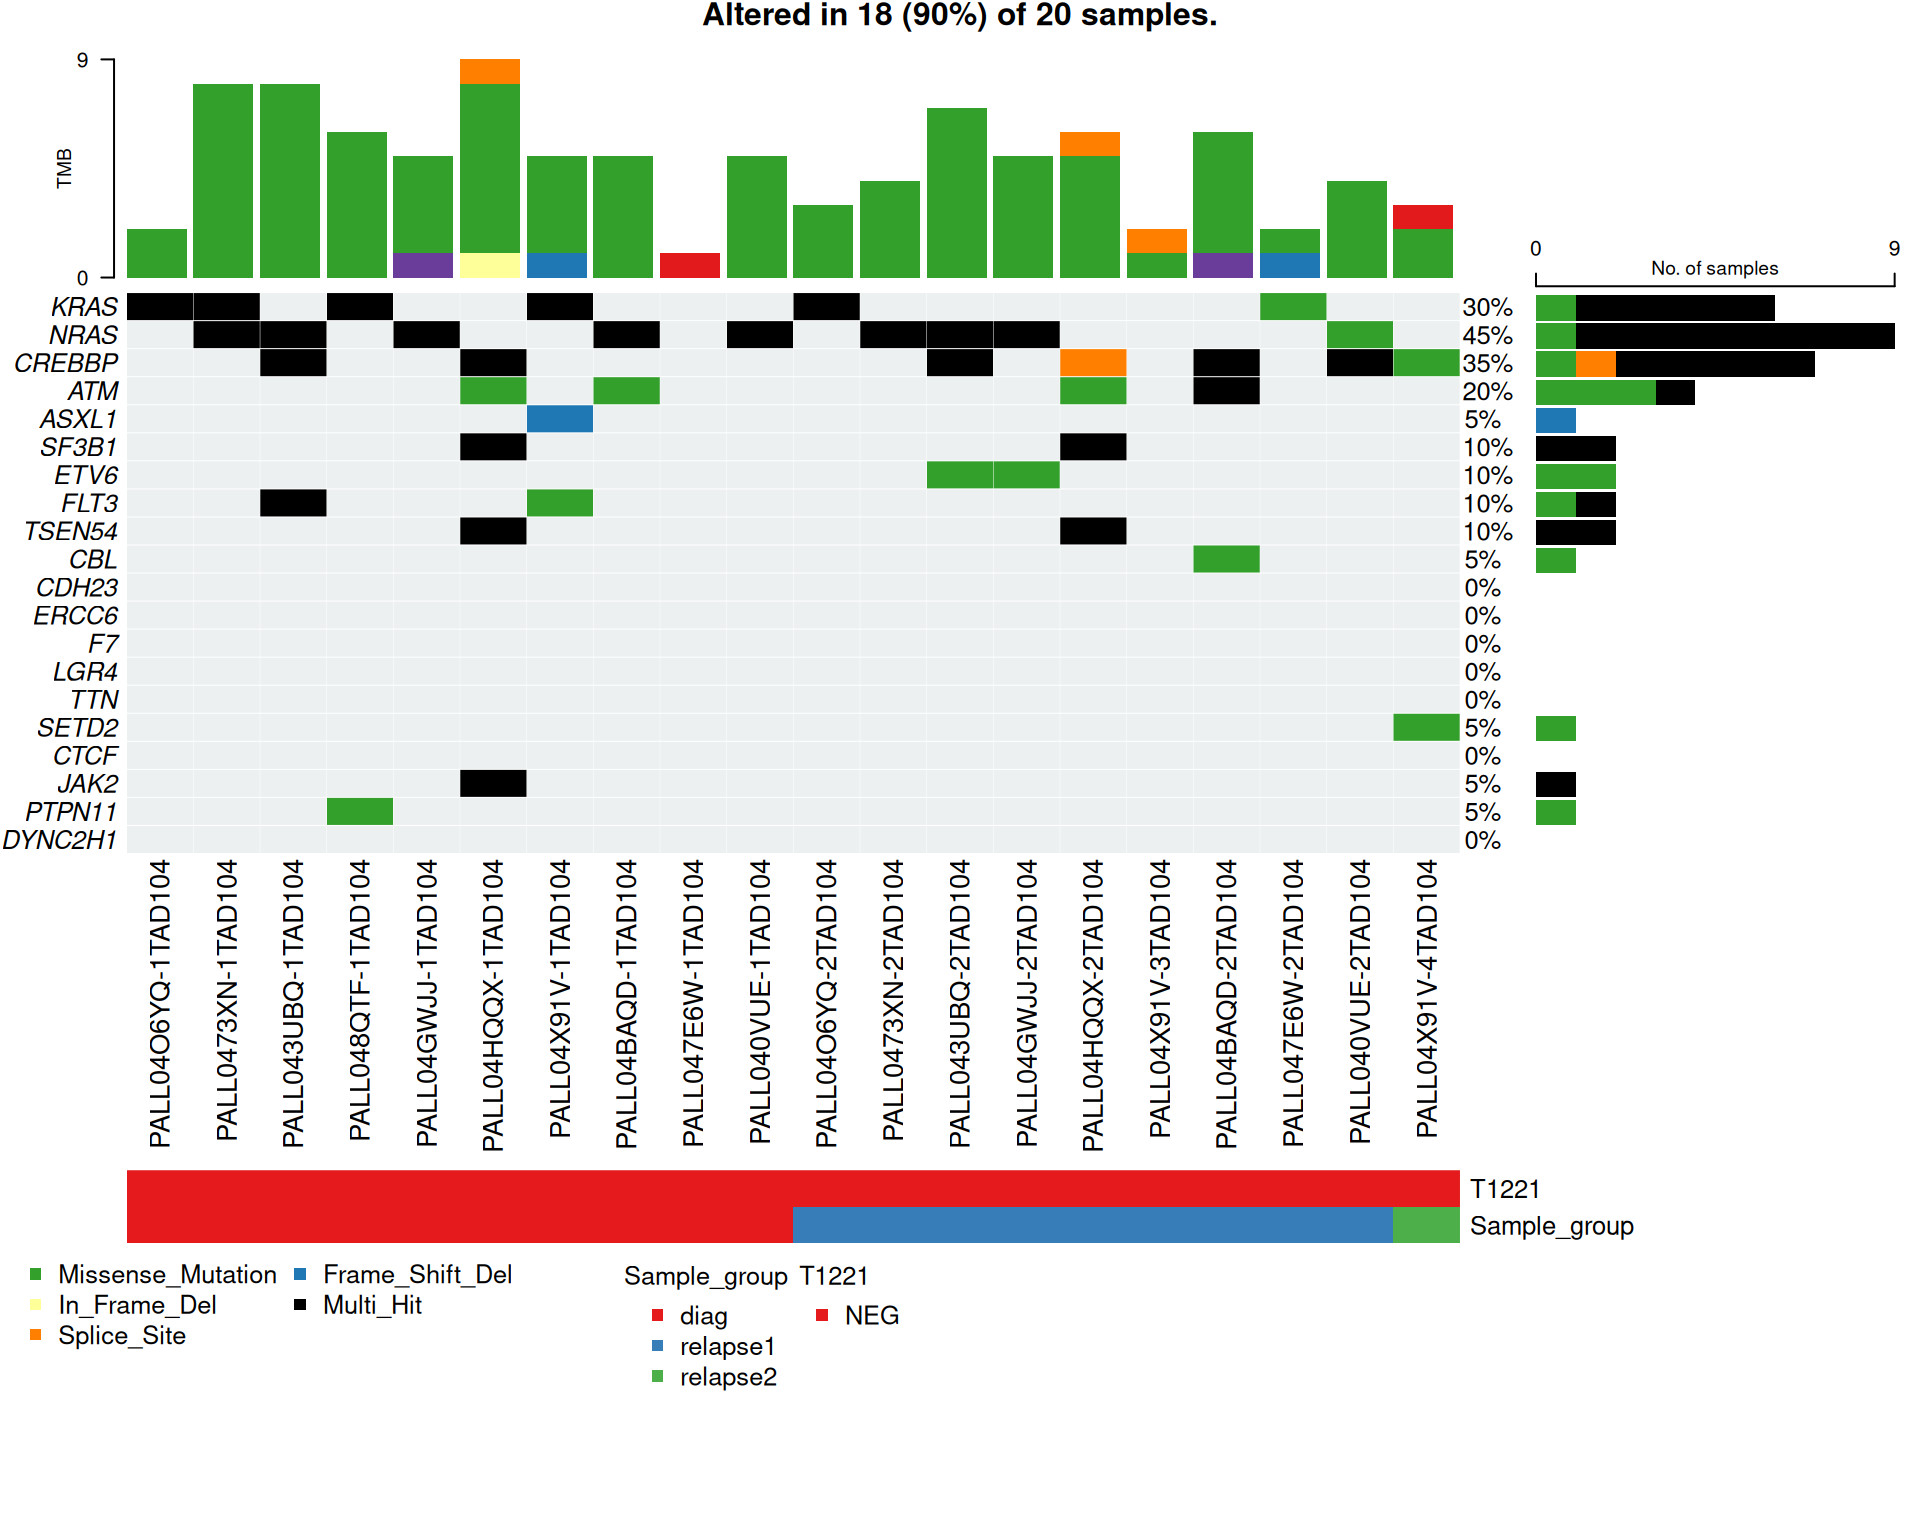 Altered in 18 (90%) of 20 samples.
9
TMB
0
0 9
No. of samples
KRAS 30%
NRAS 45%
CREBBP 35%
ATM 20%
ASXL1 5%
SF3B1 10%
ETV6 10%
FLT3 10%
TSEN54 10%
CBL 5%
CDH23 0%
ERCC6 0%
F7 0%
LGR4 0%
TTN 0%
SETD2 5%
CTCF 0%
JAK2 5%
PTPN11 5%
DYNC2H1 0%
PALL04O6YQ-1TAD104
PALL0473XN-1TAD104
PALL043UBQ-1TAD104
PALL048QTF-1TAD104
PALL04GWJJ-1TAD104
PALL04HQQX-1TAD104
PALL04X91V-1TAD104
PALL04BAQD-1TAD104
PALL047E6W-1TAD104
PALL040VUE-1TAD104
PALL04O6YQ-2TAD104
PALL0473XN-2TAD104
PALL043UBQ-2TAD104
PALL04GWJJ-2TAD104
PALL04HQQX-2TAD104
PALL04X91V-3TAD104
PALL04BAQD-2TAD104
PALL047E6W-2TAD104
PALL040VUE-2TAD104
PALL04X91V-4TAD104
T1221
Sample_group
Missense_Mutation Frame_Shift_Del
In_Frame_Del Multi_Hit
Splice_Site
Sample_group T1221
diag NEG
relapse1
relapse2